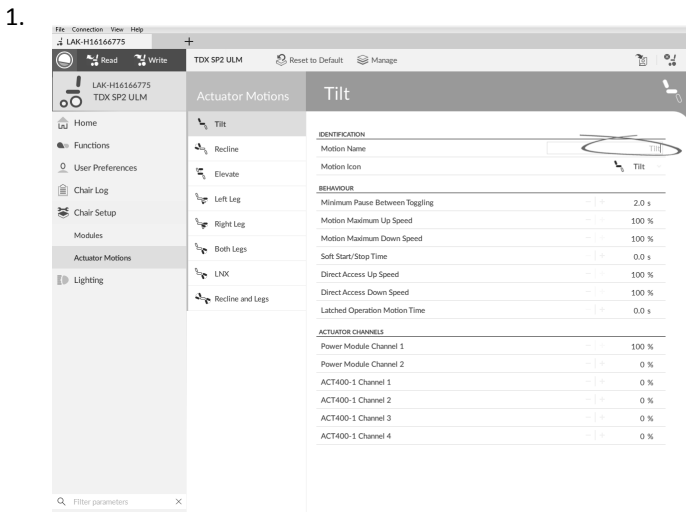 1.
File Connection View Help
LAK-H16166775 +
Read Write TDX SP2 ULM Reset to Default Manage
LAK-H16166775
TDX SP2 ULM
Home
Functions
User Preferences
Chair Log
Chair Setup
Modules
Actuator Motions
Lighting
Filter parameters ×
Actuator Motions
Tilt
Recline
Elevate
Left Leg
Right Leg
Both Legs
LNX
Recline and Legs
Tilt
IDENTIFICATION
Motion Name Tilt
Motion Icon Tilt
BEHAVIOUR
Minimum Pause Between Toggling − + 2.0 s
Motion Maximum Up Speed − + 100 %
Motion Maximum Down Speed − + 100 %
Soft Start/Stop Time − + 0.0 s
Direct Access Up Speed − + 100 %
Direct Access Down Speed − + 100 %
Latched Operation Motion Time − + 0.0 s
ACTUATOR CHANNELS
Power Module Channel 1 − + 100 %
Power Module Channel 2 − + 0 %
ACT400-1 Channel 1 − + 0 %
ACT400-1 Channel 2 − + 0 %
ACT400-1 Channel 3 − + 0 %
ACT400-1 Channel 4 − + 0 %